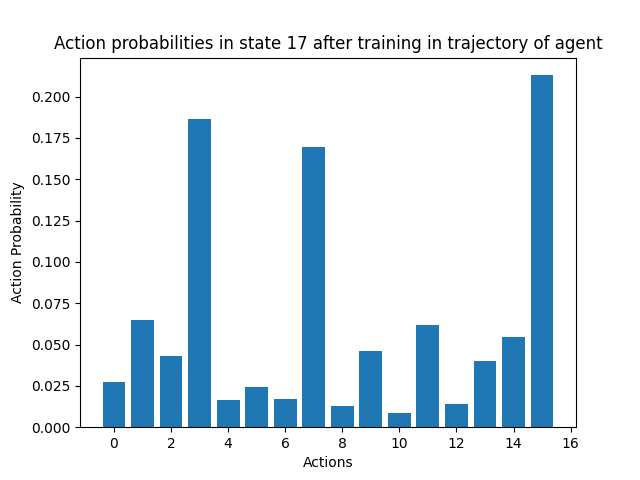 Action probabilities in state 17 after training in trajectory of agent
0.200
0.175
0.150
0.125
0.100
0.075
0.050
0.025
0.000
Action Probability
0 2 4 6 8 10 12 14 16
Actions